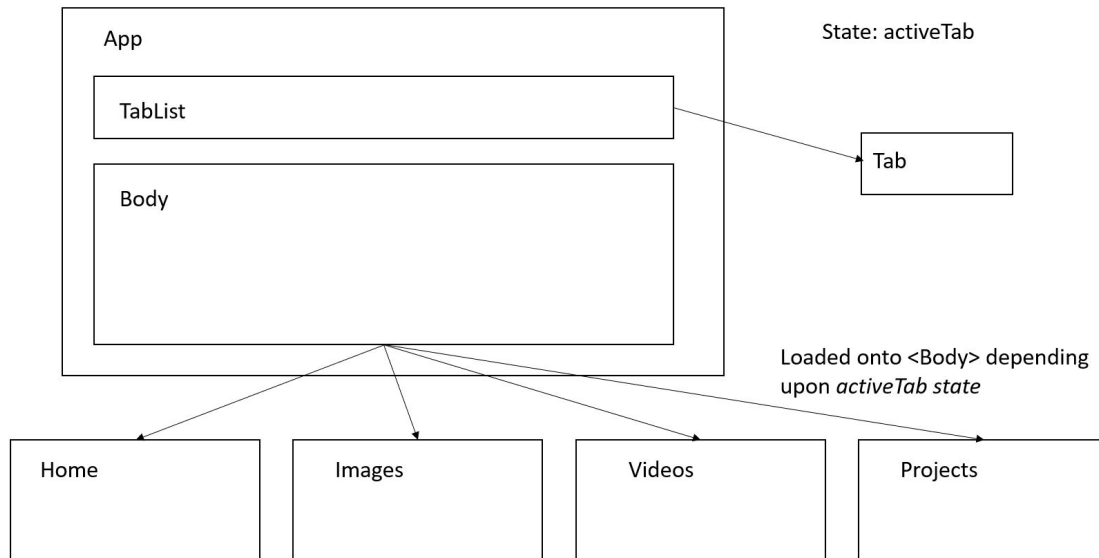 App
State: activeTab
TabList
Tab
Body
Loaded onto <Body> depending
upon activeTab state
Home
Images
Videos
Projects